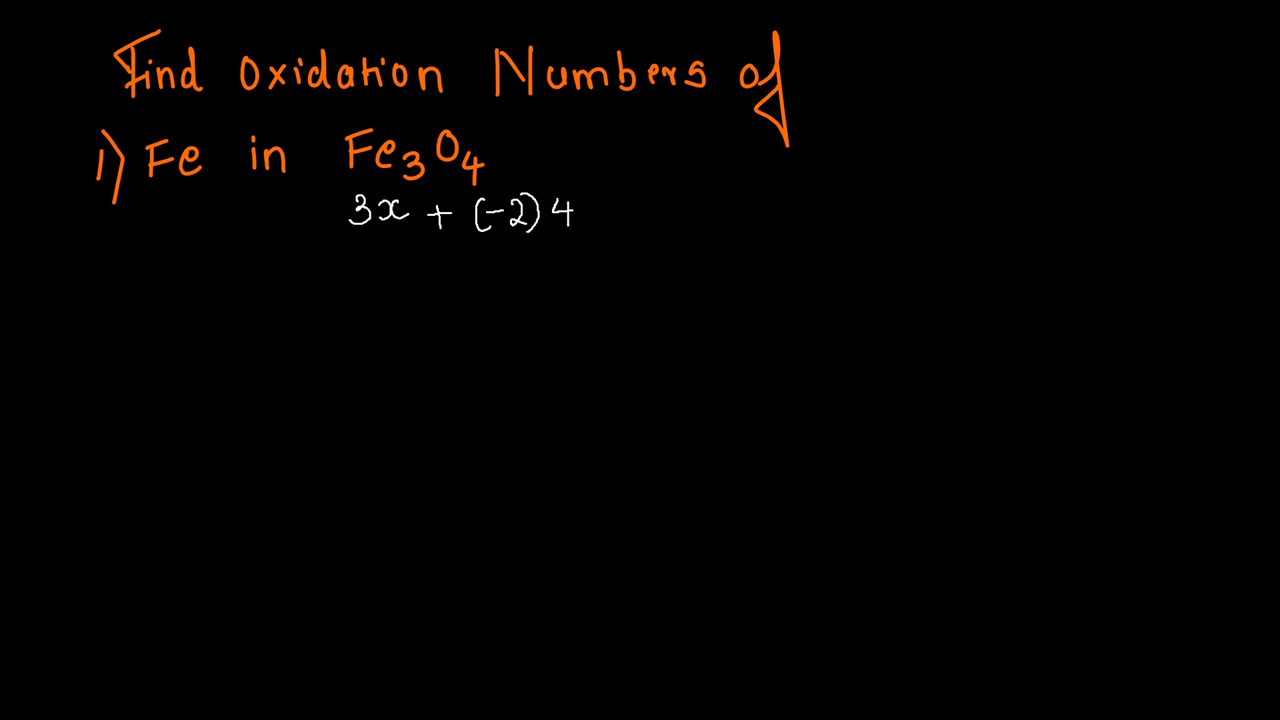 Find Oxidation Numbers of
1) Fe in Fe₃O₄
3x + (-2)4